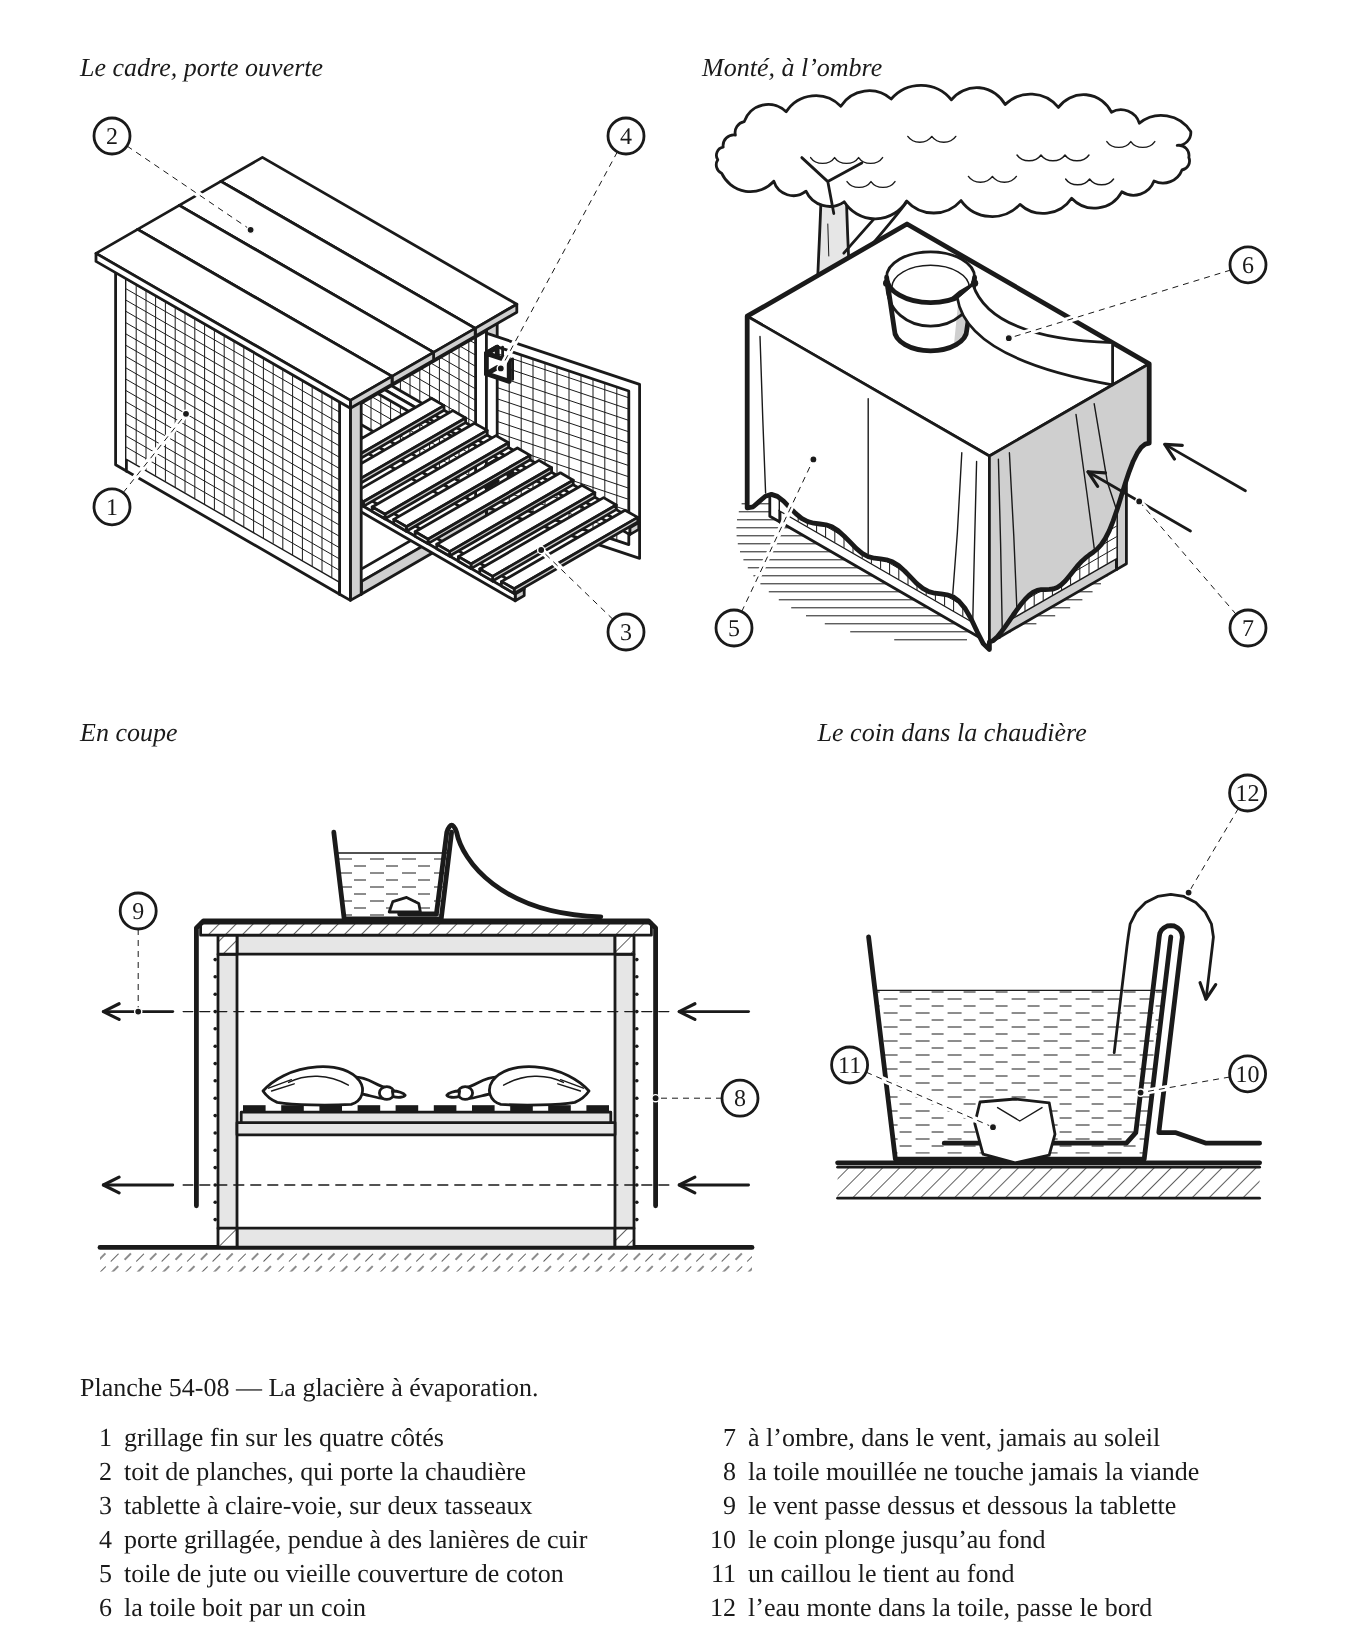 Le cadre, porte ouverte
Monté, à l’ombre
2
4
6
1
5
7
3
En coupe
Le coin dans la chaudière
12
9
11
10
8
Planche 54-08 — La glacière à évaporation.
1 grillage fin sur les quatre côtés
2 toit de planches, qui porte la chaudière
3 tablette à claire-voie, sur deux tasseaux
4 porte grillagée, pendue à des lanières de cuir
5 toile de jute ou vieille couverture de coton
6 la toile boit par un coin
7 à l’ombre, dans le vent, jamais au soleil
8 la toile mouillée ne touche jamais la viande
9 le vent passe dessus et dessous la tablette
10 le coin plonge jusqu’au fond
11 un caillou le tient au fond
12 l’eau monte dans la toile, passe le bord